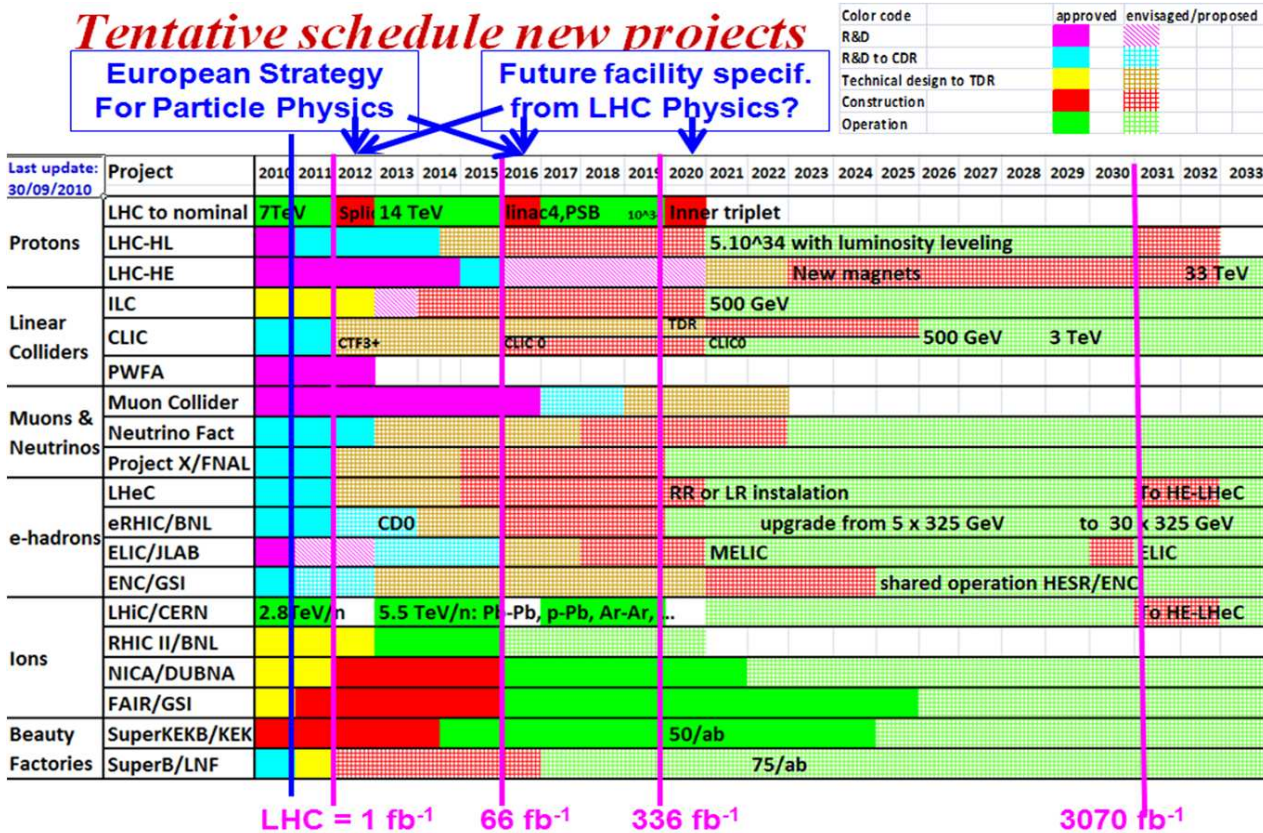 Tentative schedule new projects
Color code approved envisaged/proposed
R&D
R&D to CDR
Technical design to TDR
Construction
Operation
European Strategy
For Particle Physics
Future facility specif.
from LHC Physics?
Last update:
30/09/2010
Project 2010 2011 2012 2013 2014 2015 2016 2017 2018 2019 2020 2021 2022 2023 2024 2025 2026 2027 2028 2029 2030 2031 2032 2033
Protons
LHC to nominal 7TeV Splic 14 TeV linac4,PSB 10^34 Inner triplet
LHC-HL 5.10^34 with luminosity leveling
LHC-HE New magnets 33 TeV
Linear
Colliders
ILC 500 GeV
CLIC CTF3+ CLIC 0 TDR CLIC0 500 GeV 3 TeV
PWFA
Muons &
Neutrinos
Muon Collider
Neutrino Fact
Project X/FNAL
e-hadrons
LHeC RR or LR instalation To HE-LHeC
eRHIC/BNL CD0 upgrade from 5 x 325 GeV to 30 x 325 GeV
ELIC/JLAB MELIC ELIC
ENC/GSI shared operation HESR/ENC
Ions
LHiC/CERN 2.8TeV/n 5.5 TeV/n: Pb-Pb, p-Pb, Ar-Ar, ... To HE-LHeC
RHIC II/BNL
NICA/DUBNA
FAIR/GSI
Beauty
Factories
SuperKEKB/KEK 50/ab
SuperB/LNF 75/ab
LHC = 1 fb⁻¹ 66 fb⁻¹ 336 fb⁻¹ 3070 fb⁻¹